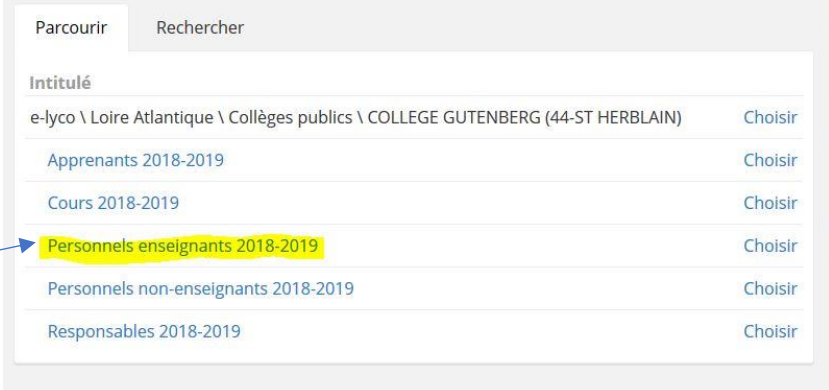 Parcourir Rechercher
Intitulé
e-lyco \ Loire Atlantique \ Collèges publics \ COLLEGE GUTENBERG (44-ST HERBLAIN) Choisir
Apprenants 2018-2019 Choisir
Cours 2018-2019 Choisir
Personnels enseignants 2018-2019 Choisir
Personnels non-enseignants 2018-2019 Choisir
Responsables 2018-2019 Choisir